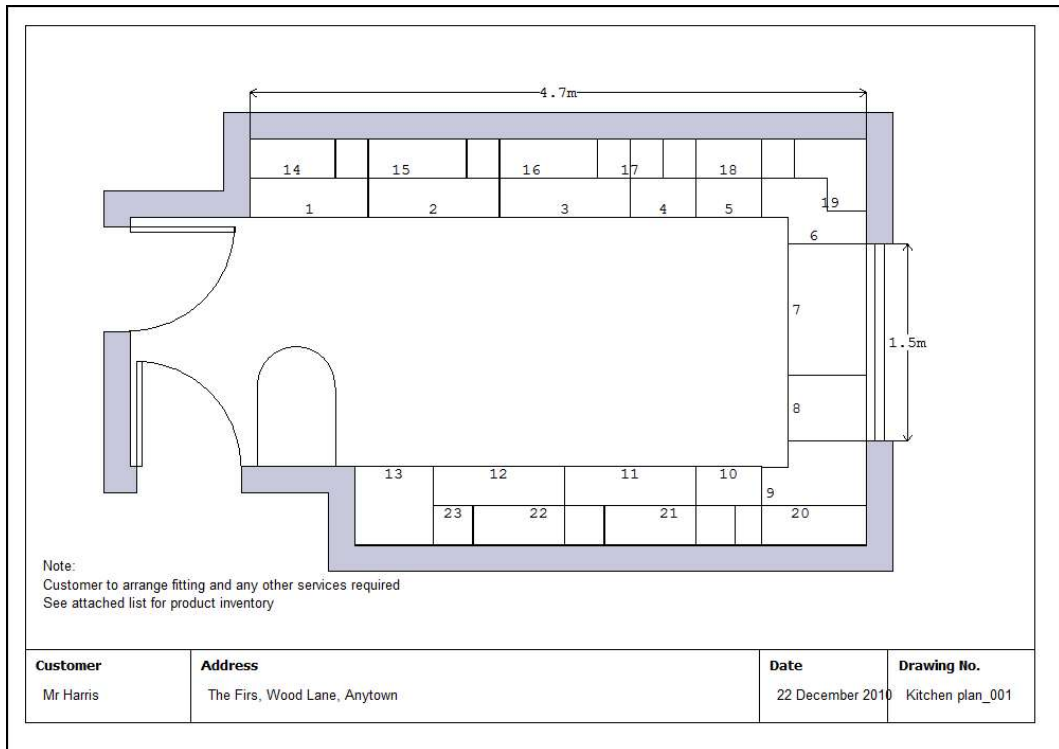 4.7m
14 15 16 17 18
1 2 3 4 5 19
6
7
1.5m
8
13 12 11 10
9
23 22 21 20
Note:
Customer to arrange fitting and any other services required
See attached list for product inventory
Customer Address Date Drawing No.
Mr Harris The Firs, Wood Lane, Anytown 22 December 2010 Kitchen plan_001